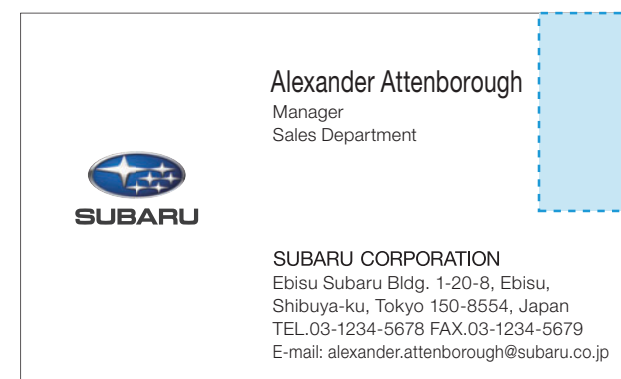 Alexander Attenborough
Manager
Sales Department
SUBARU
SUBARU CORPORATION
Ebisu Subaru Bldg. 1-20-8, Ebisu,
Shibuya-ku, Tokyo 150-8554, Japan
TEL.03-1234-5678 FAX.03-1234-5679
E-mail: alexander.attenborough@subaru.co.jp